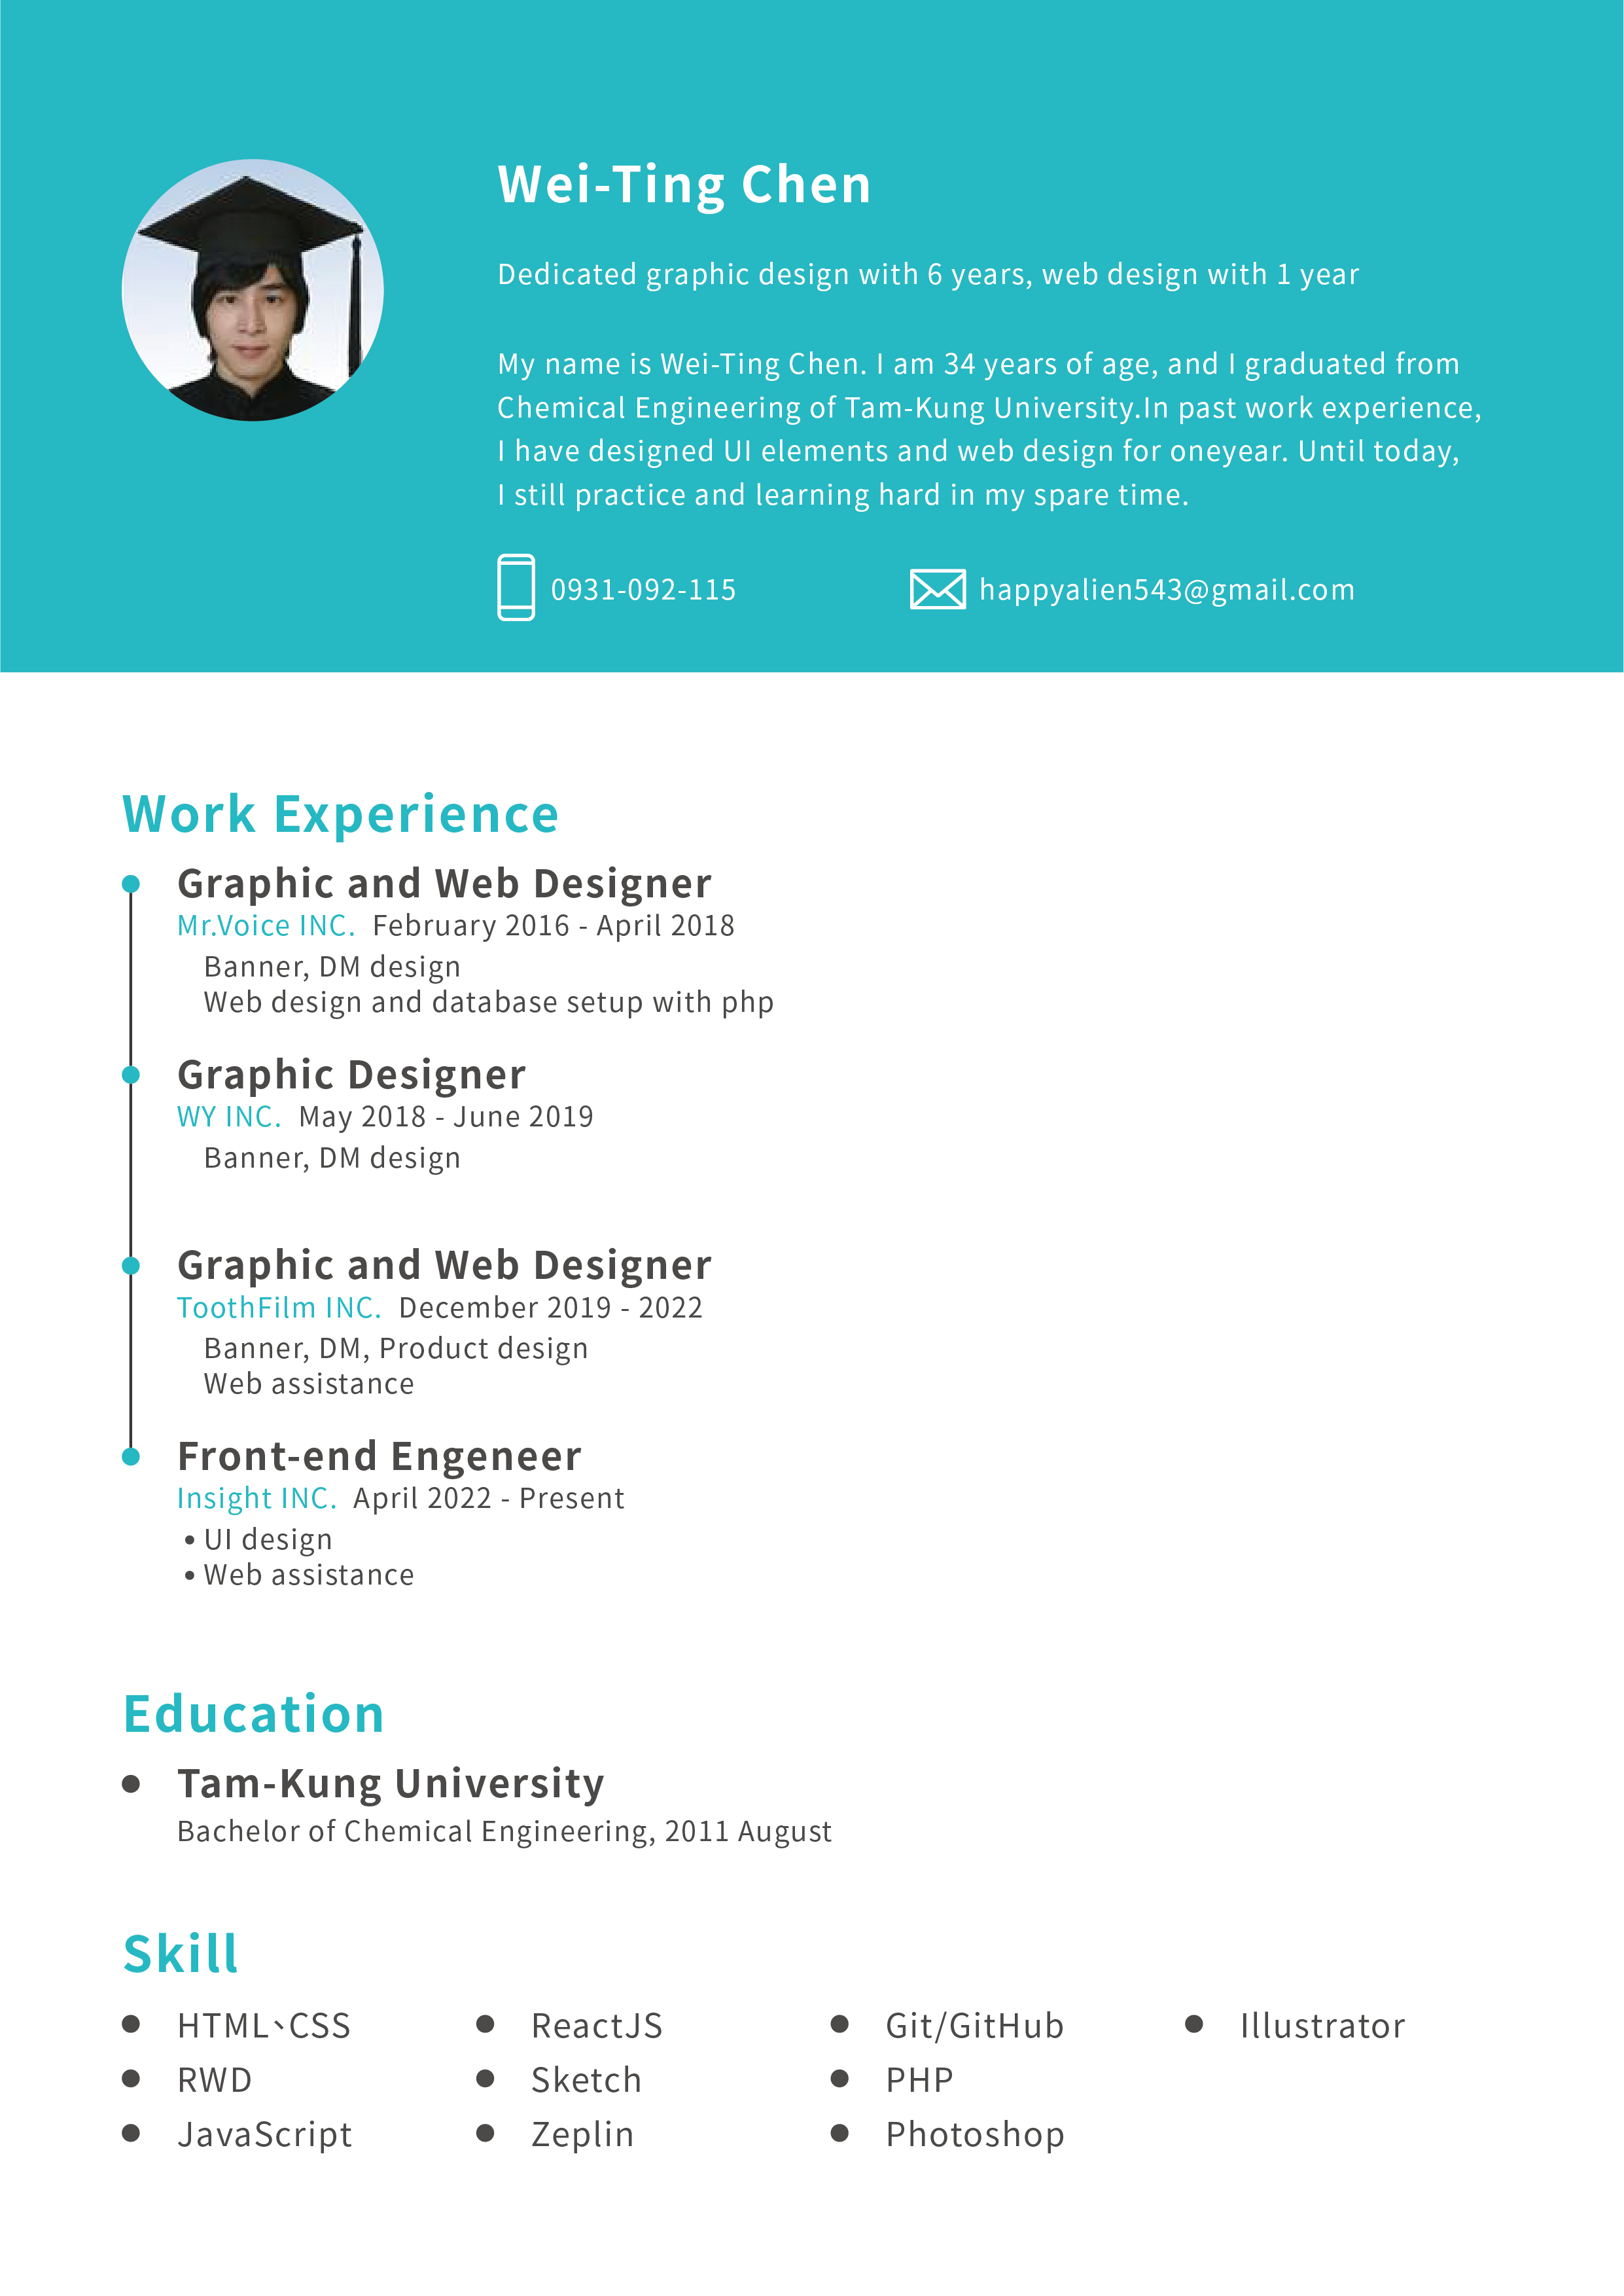 Wei-Ting Chen
Dedicated graphic design with 6 years, web design with 1 year
My name is Wei-Ting Chen. I am 34 years of age, and I graduated from
Chemical Engineering of Tam-Kung University.In past work experience,
I have designed UI elements and web design for oneyear. Until today,
I still practice and learning hard in my spare time.
0931-092-115
happyalien543@gmail.com
Work Experience
Graphic and Web Designer
Mr.Voice INC. February 2016 - April 2018
Banner, DM design
Web design and database setup with php
Graphic Designer
WY INC. May 2018 - June 2019
Banner, DM design
Graphic and Web Designer
ToothFilm INC. December 2019 - 2022
Banner, DM, Product design
Web assistance
Front-end Engeneer
Insight INC. April 2022 - Present
• UI design
• Web assistance
Education
● Tam-Kung University
Bachelor of Chemical Engineering, 2011 August
Skill
● HTML、CSS ● ReactJS ● Git/GitHub ● Illustrator
● RWD ● Sketch ● PHP
● JavaScript ● Zeplin ● Photoshop